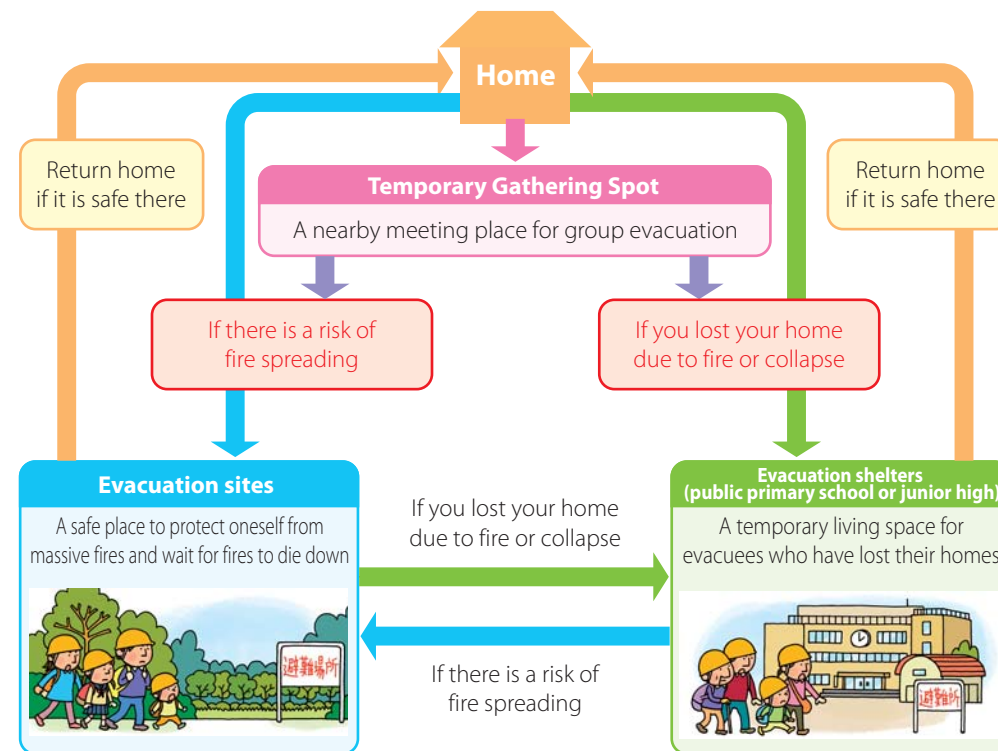 Home
Return home
if it is safe there
Return home
if it is safe there
Temporary Gathering Spot
A nearby meeting place for group evacuation
If there is a risk of
fire spreading
If you lost your home
due to fire or collapse
Evacuation sites
A safe place to protect oneself from
massive fires and wait for fires to die down
避難場所
If you lost your home
due to fire or collapse
If there is a risk of
fire spreading
Evacuation shelters
(public primary school or junior high)
A temporary living space for
evacuees who have lost their homes
避難所